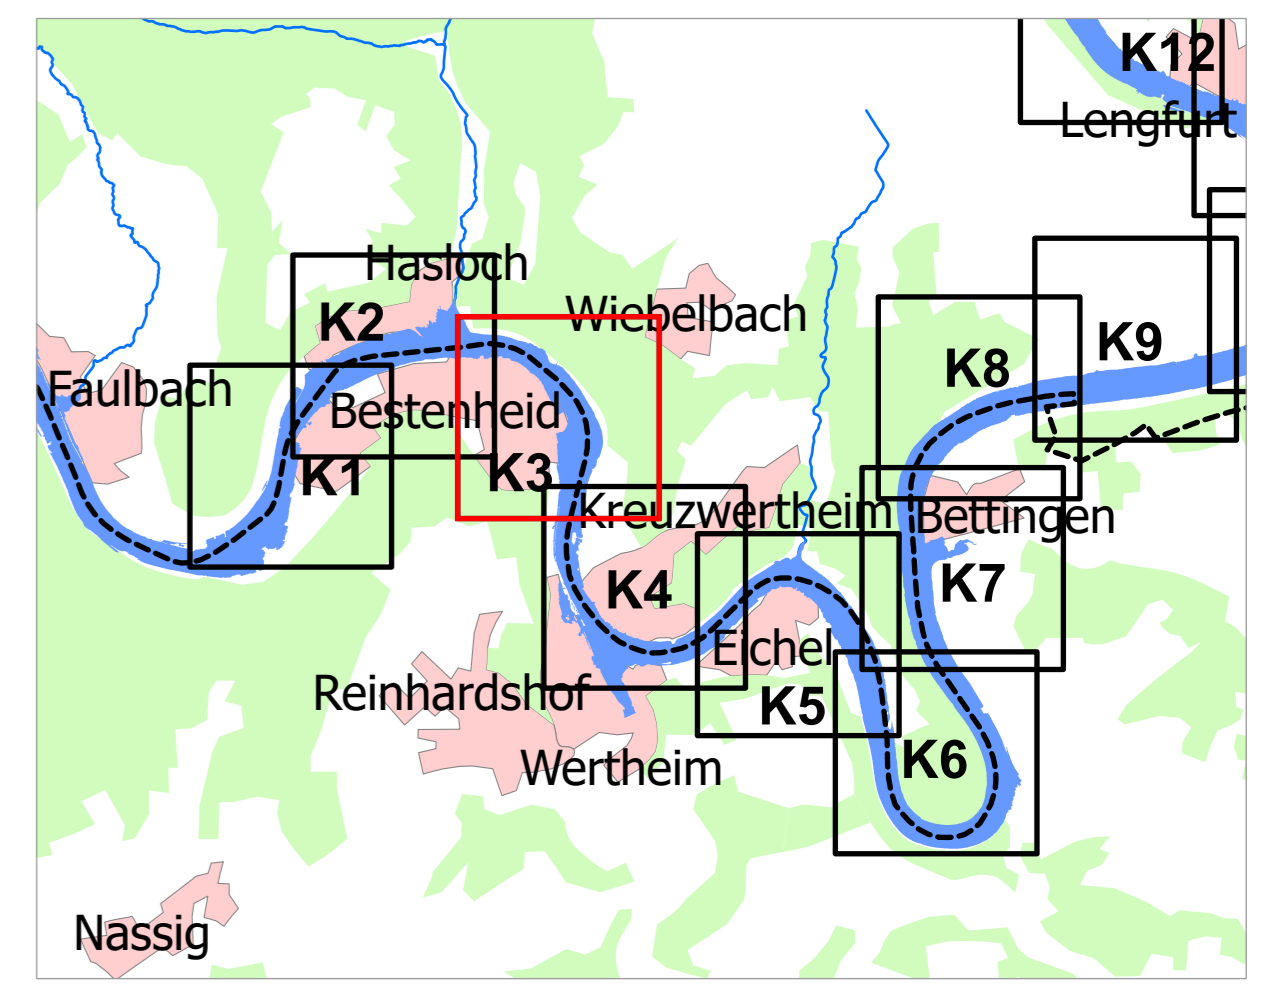 K12
Lengfurt
Hasloch
Wiebelbach
K2
K9
K8
Faulbach
Bestenheid
K3
K1
Kreuzwertheim
Bettingen
K4
K7
Eichel
Reinhardshof
K5
K6
Wertheim
Nassig